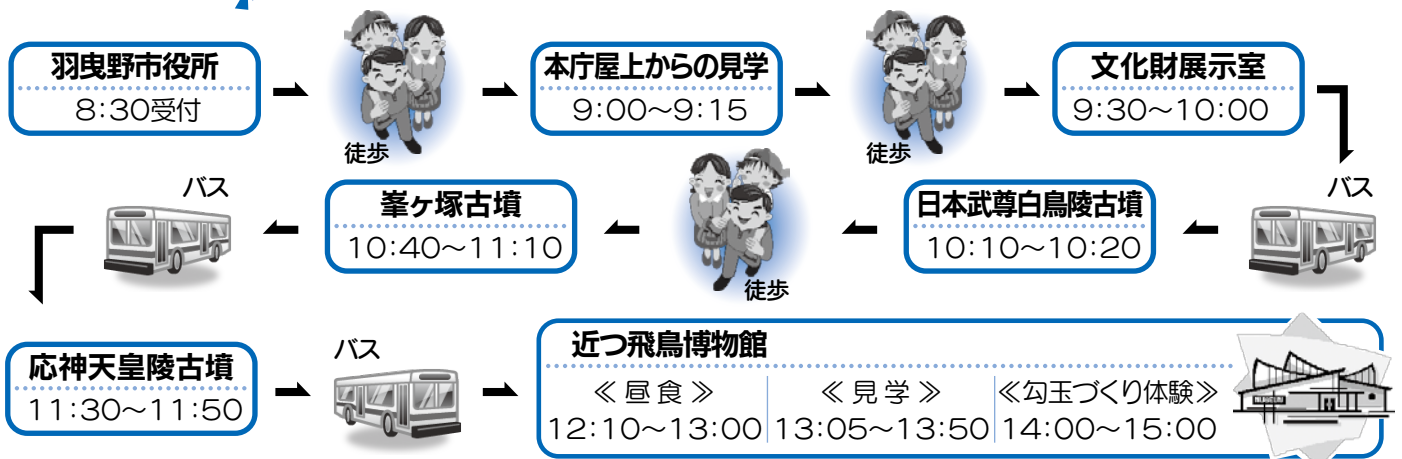 羽曳野市役所
8:30受付
徒歩
本庁屋上からの見学
9:00～9:15
徒歩
文化財展示室
9:30～10:00
バス
日本武尊白鳥陵古墳
10:10～10:20
徒歩
峯ヶ塚古墳
10:40～11:10
バス
応神天皇陵古墳
11:30～11:50
バス
近つ飛鳥博物館
≪昼食≫ ≪見学≫ ≪勾玉づくり体験≫
12:10～13:00 13:05～13:50 14:00～15:00